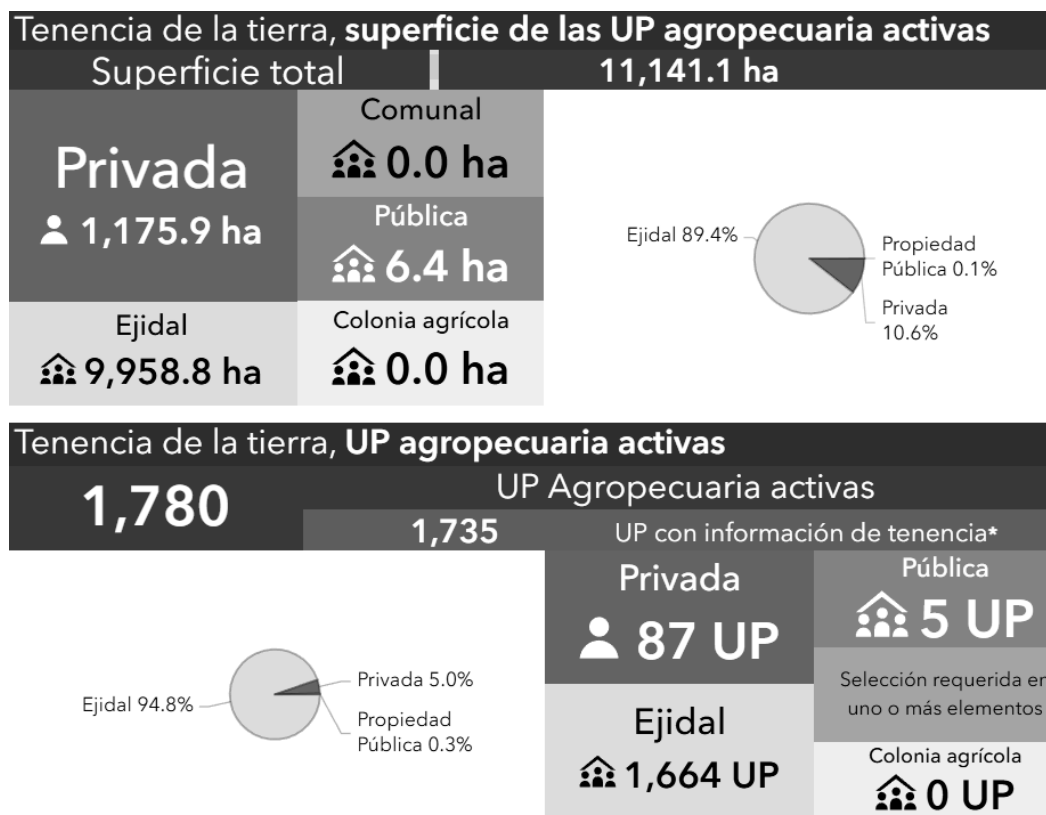 Tenencia de la tierra, superficie de las UP agropecuaria activas
Superficie total
11,141.1 ha
Privada
1,175.9 ha
Comunal
0.0 ha
Pública
6.4 ha
Ejidal
9,958.8 ha
Colonia agrícola
0.0 ha
Ejidal 89.4%
Propiedad
Pública 0.1%
Privada
10.6%
Tenencia de la tierra, UP agropecuaria activas
1,780
UP Agropecuaria activas
1,735
UP con información de tenencia*
Ejidal 94.8%
Privada 5.0%
Propiedad
Pública 0.3%
Privada
87 UP
Pública
5 UP
Selección requerida en
uno o más elementos
Ejidal
1,664 UP
Colonia agrícola
0 UP